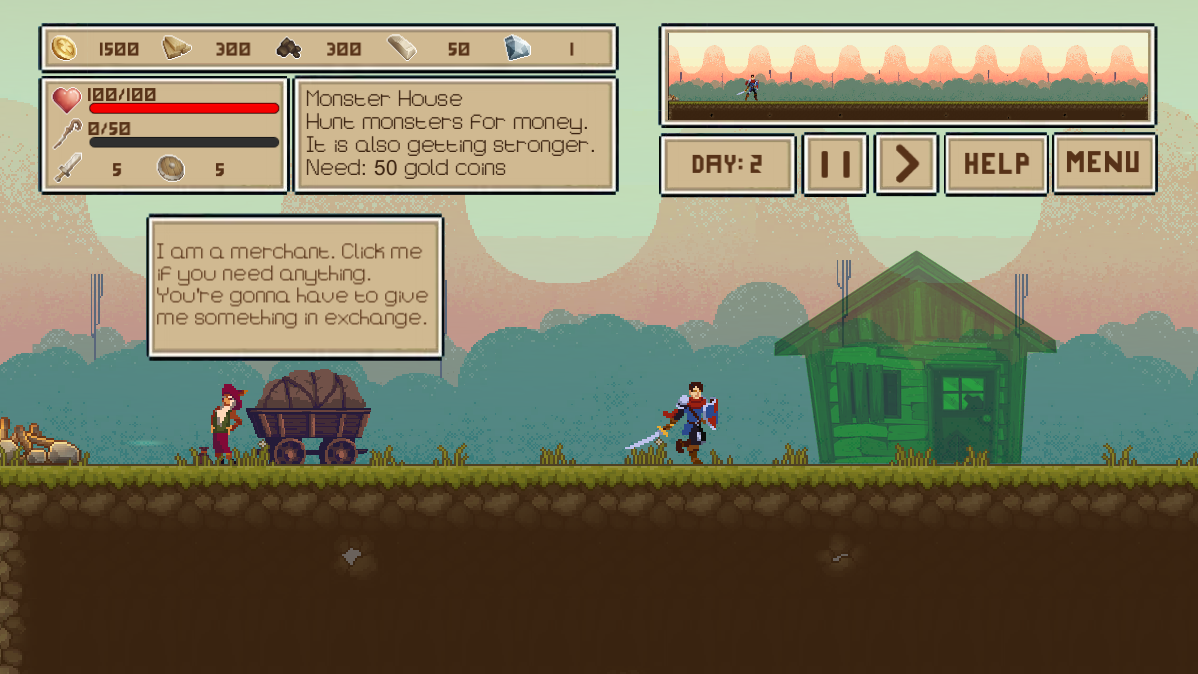 1500 300 300 50 1
100/100
0/50
5 5
Monster House
Hunt monsters for money.
It is also getting stronger.
Need: 50 gold coins
DAY: 2
HELP
MENU
I am a merchant. Click me
if you need anything.
You're gonna have to give
me something in exchange.